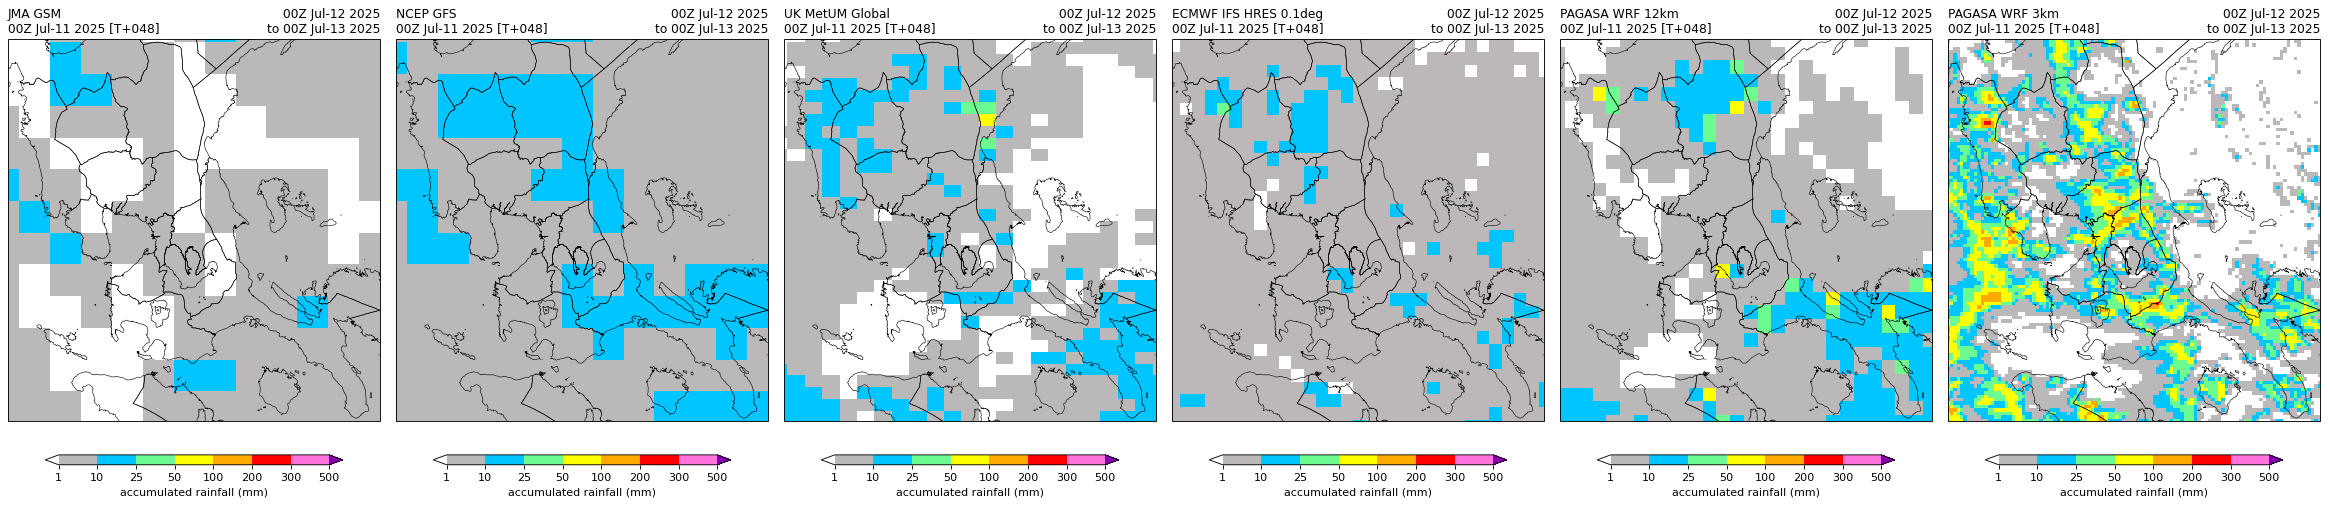 JMA GSM 00Z Jul-12 2025
00Z Jul-11 2025 [T+048] to 00Z Jul-13 2025
1 10 25 50 100 200 300 500
accumulated rainfall (mm)
NCEP GFS 00Z Jul-12 2025
00Z Jul-11 2025 [T+048] to 00Z Jul-13 2025
1 10 25 50 100 200 300 500
accumulated rainfall (mm)
UK MetUM Global 00Z Jul-12 2025
00Z Jul-11 2025 [T+048] to 00Z Jul-13 2025
1 10 25 50 100 200 300 500
accumulated rainfall (mm)
ECMWF IFS HRES 0.1deg 00Z Jul-12 2025
00Z Jul-11 2025 [T+048] to 00Z Jul-13 2025
1 10 25 50 100 200 300 500
accumulated rainfall (mm)
PAGASA WRF 12km 00Z Jul-12 2025
00Z Jul-11 2025 [T+048] to 00Z Jul-13 2025
1 10 25 50 100 200 300 500
accumulated rainfall (mm)
PAGASA WRF 3km 00Z Jul-12 2025
00Z Jul-11 2025 [T+048] to 00Z Jul-13 2025
1 10 25 50 100 200 300 500
accumulated rainfall (mm)